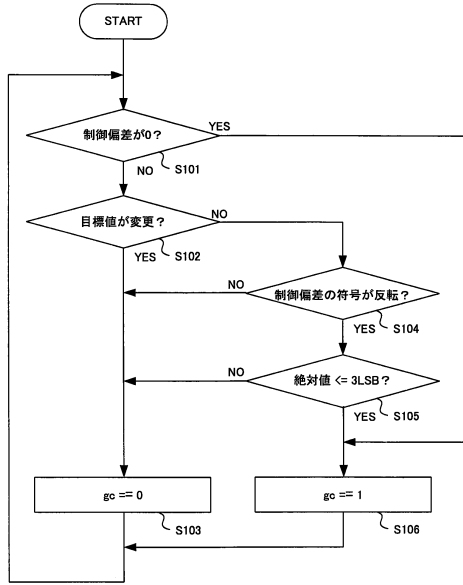 START
制御偏差が0？
YES
NO
S101
目標値が変更？
NO
YES
S102
NO
制御偏差の符号が反転？
YES
S104
NO
絶対値 <= 3LSB？
YES
S105
gc == 0
S103
gc == 1
S106